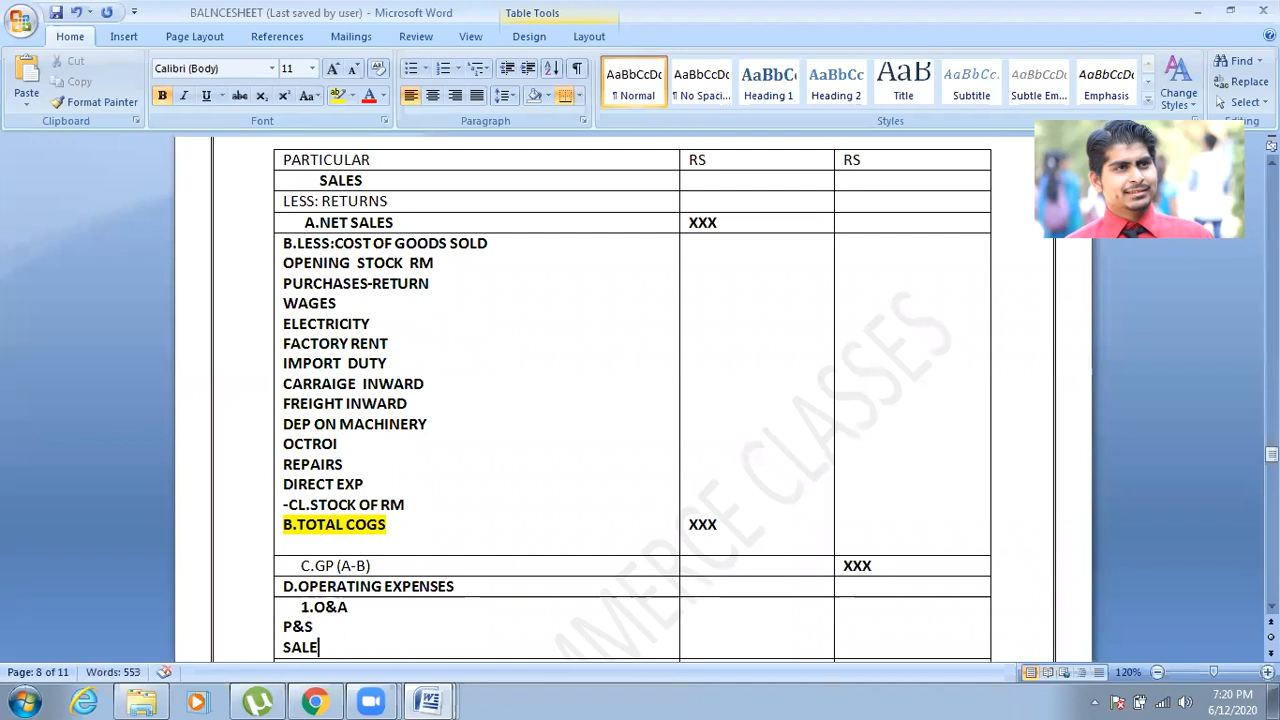 BALNCESHEET (Last saved by user) - Microsoft Word
Table Tools
Home Insert Page Layout References Mailings Review View Design Layout
Paste
Cut
Copy
Format Painter
Clipboard
Calibri (Body) 11
Font
Paragraph
AaBbCcDc AaBbCcDc AaBbCc AaBbCc AaB AaBbCc. AaBbCcDc AaBbCcDc
¶ Normal ¶ No Spaci... Heading 1 Heading 2 Title Subtitle Subtle Em... Emphasis
Change Styles
Styles
Find
Replace
Select
Editing
PARTICULAR RS RS
SALES
LESS: RETURNS
A.NET SALES XXX
B.LESS:COST OF GOODS SOLD
OPENING STOCK RM
PURCHASES-RETURN
WAGES
ELECTRICITY
FACTORY RENT
IMPORT DUTY
CARRAIGE INWARD
FREIGHT INWARD
DEP ON MACHINERY
OCTROI
REPAIRS
DIRECT EXP
-CL.STOCK OF RM
B.TOTAL COGS XXX
C.GP (A-B) XXX
D.OPERATING EXPENSES
1.O&A
P&S
SALE
MERCE CLASSES
Page: 8 of 11 Words: 553 120%
7:20 PM
6/12/2020